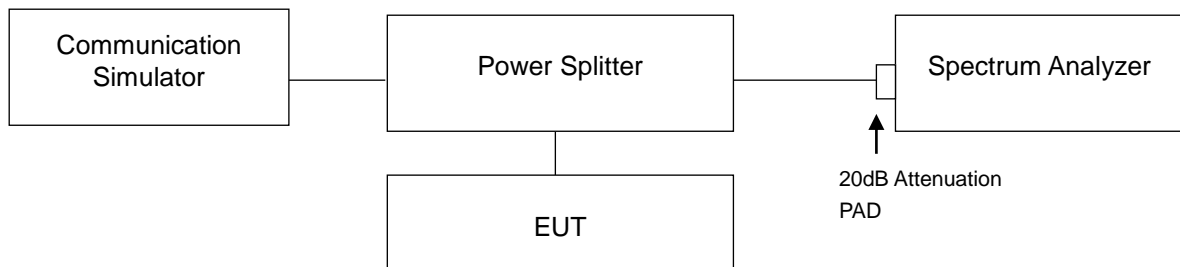 Communication
Simulator
Power Splitter
Spectrum Analyzer
20dB Attenuation
PAD
EUT